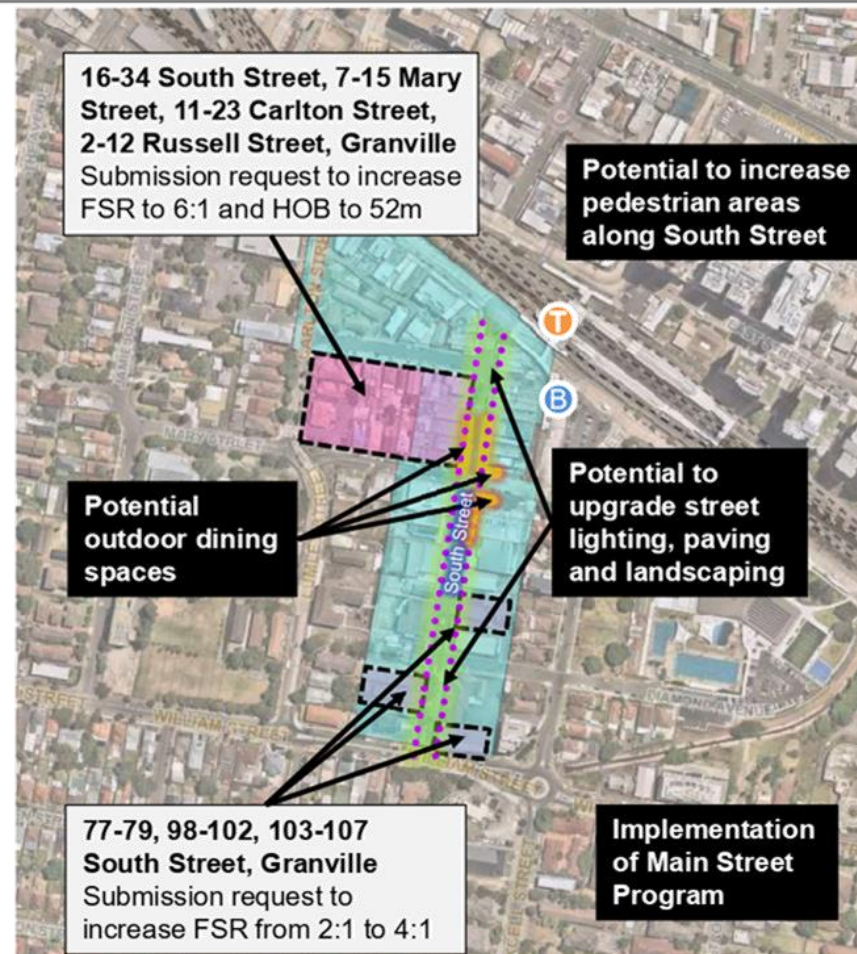 16-34 South Street, 7-15 Mary
Street, 11-23 Carlton Street,
2-12 Russell Street, Granville
Submission request to increase
FSR to 6:1 and HOB to 52m
Potential to increase
pedestrian areas
along South Street
T
B
MARY STREET
Potential
outdoor dining
spaces
South Street
Potential to
upgrade street
lighting, paving
and landscaping
DIAMOND AVENUE
WILLIAM STREET
77-79, 98-102, 103-107
South Street, Granville
Submission request to
increase FSR from 2:1 to 4:1
Implementation
of Main Street
Program